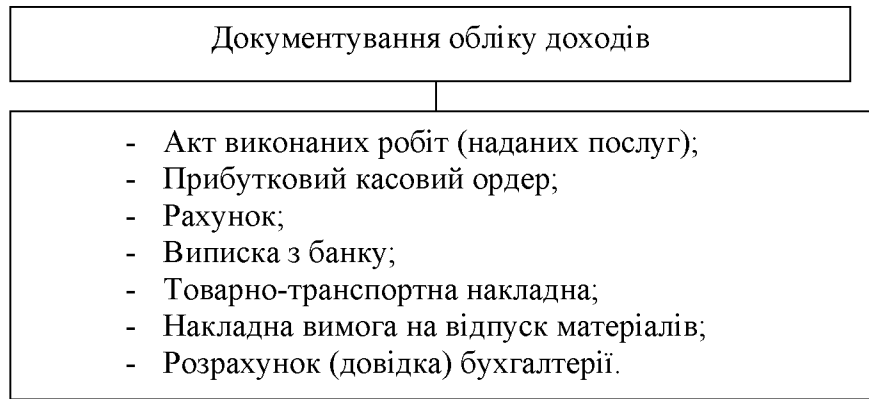 Документування обліку доходів
- Акт виконаних робіт (наданих послуг);
- Прибутковий касовий ордер;
- Рахунок;
- Виписка з банку;
- Товарно-транспортна накладна;
- Накладна вимога на відпуск матеріалів;
- Розрахунок (довідка) бухгалтерії.